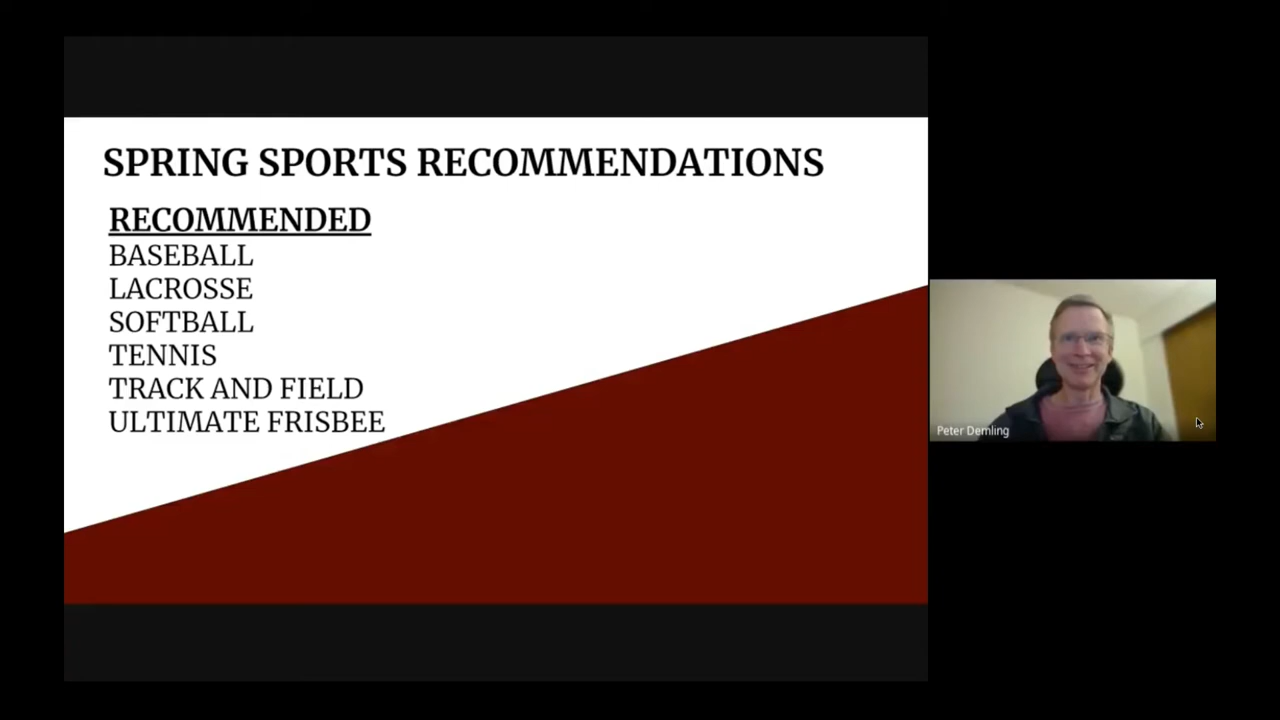 SPRING SPORTS RECOMMENDATIONS
RECOMMENDED
BASEBALL
LACROSSE
SOFTBALL
TENNIS
TRACK AND FIELD
ULTIMATE FRISBEE
Peter Demling